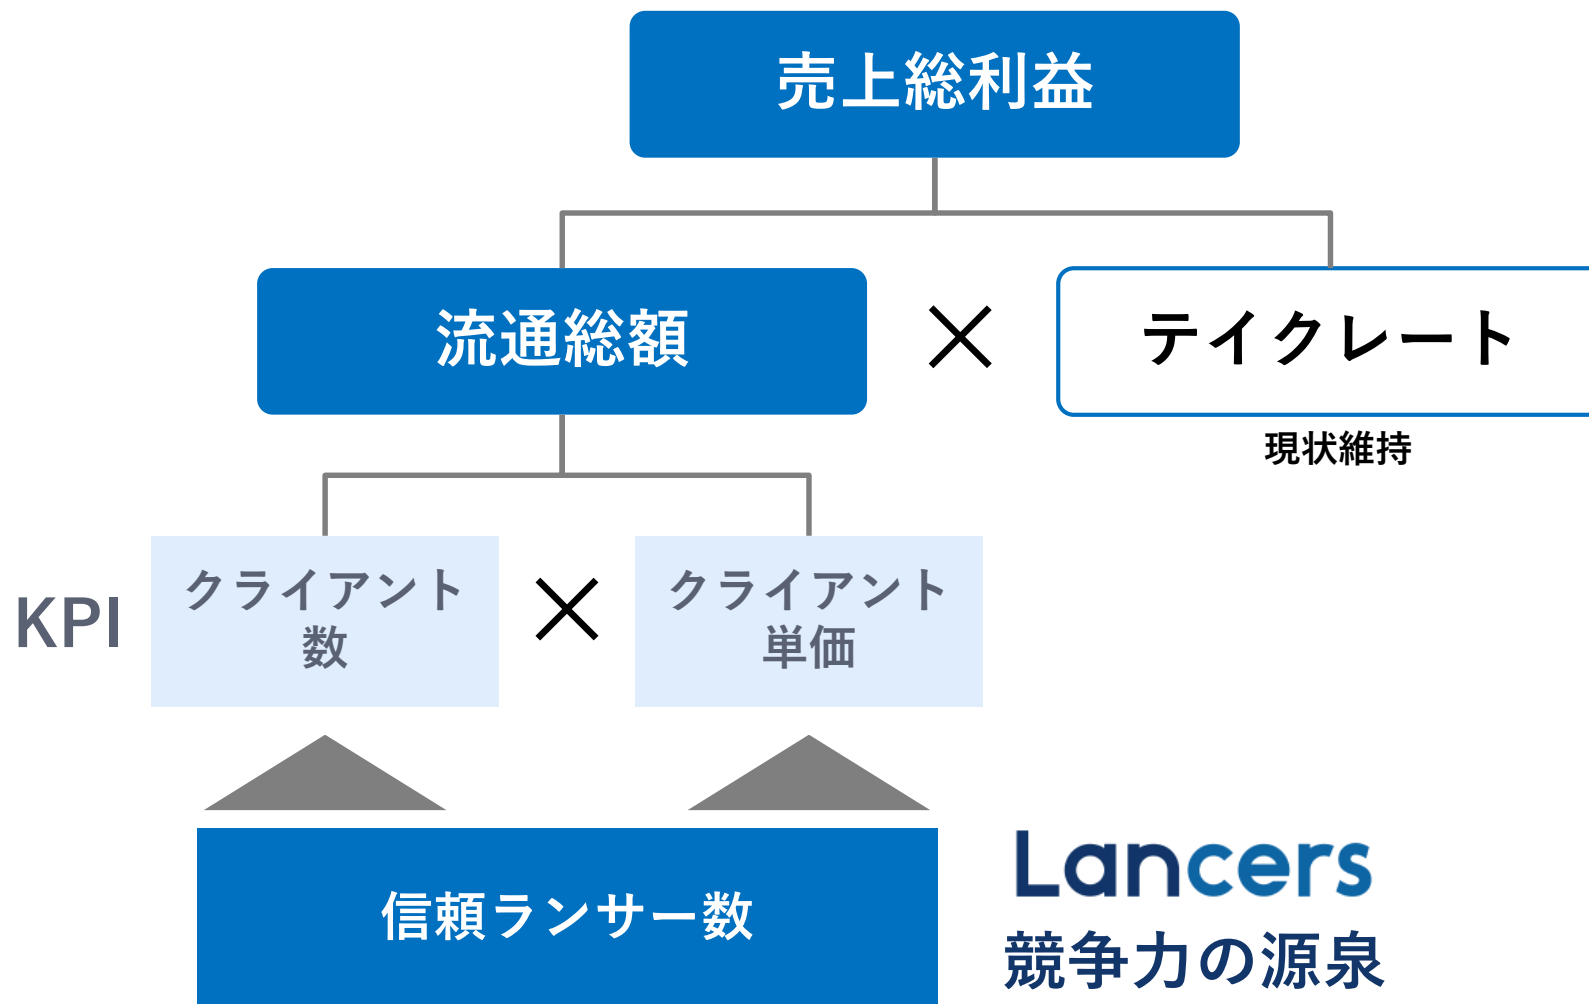 売上総利益
流通総額
×
テイクレート
現状維持
KPI
クライアント
数
×
クライアント
単価
信頼ランサー数
Lancers
競争力の源泉